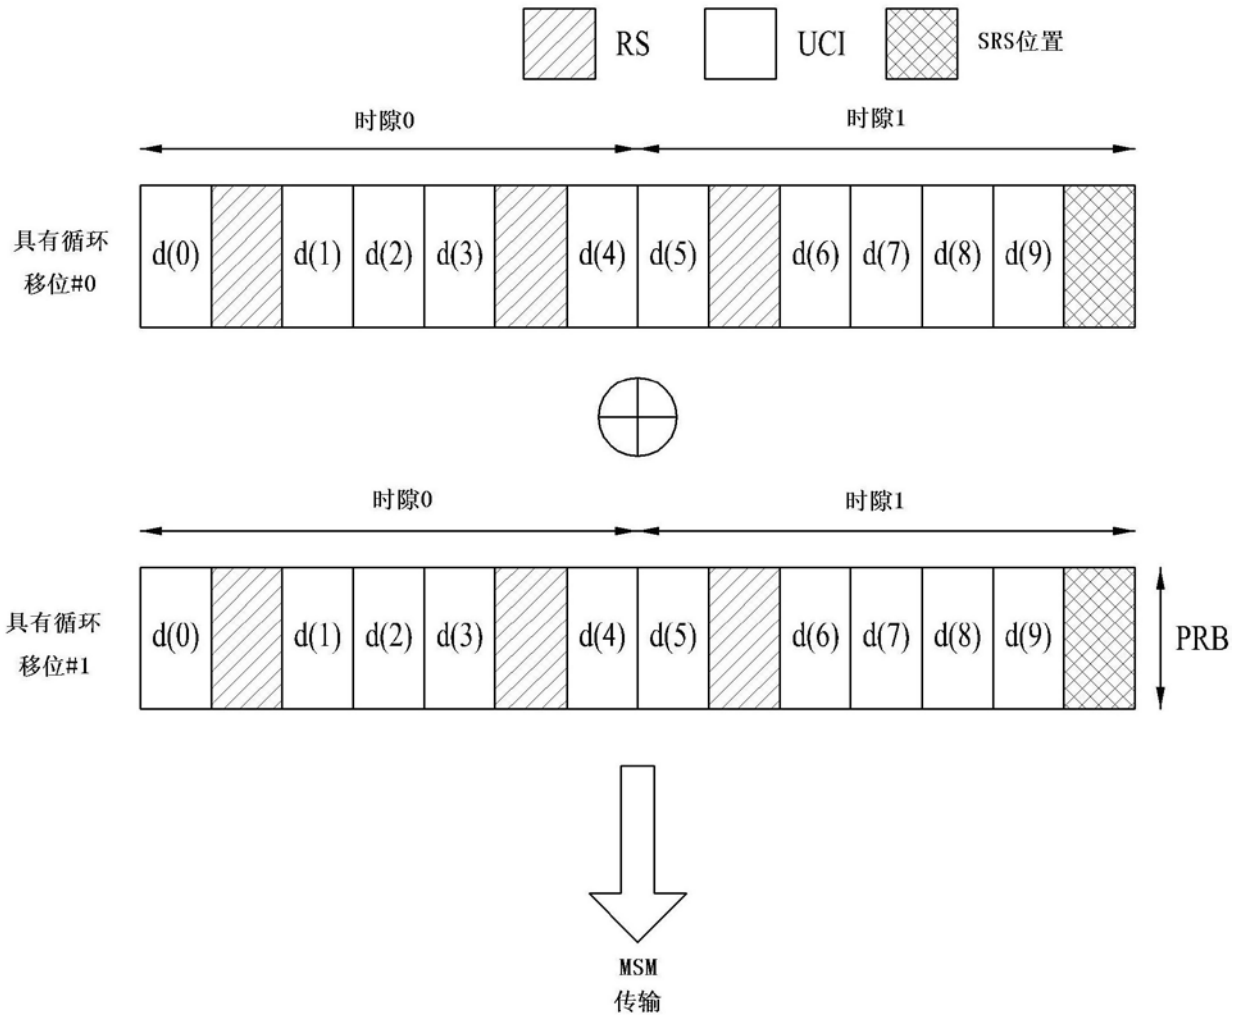 RS UCI SRS位置
时隙0 时隙1
具有循环
移位#0
d(0) d(1) d(2) d(3) d(4) d(5) d(6) d(7) d(8) d(9)
时隙0 时隙1
具有循环
移位#1
d(0) d(1) d(2) d(3) d(4) d(5) d(6) d(7) d(8) d(9)
PRB
MSM
传输